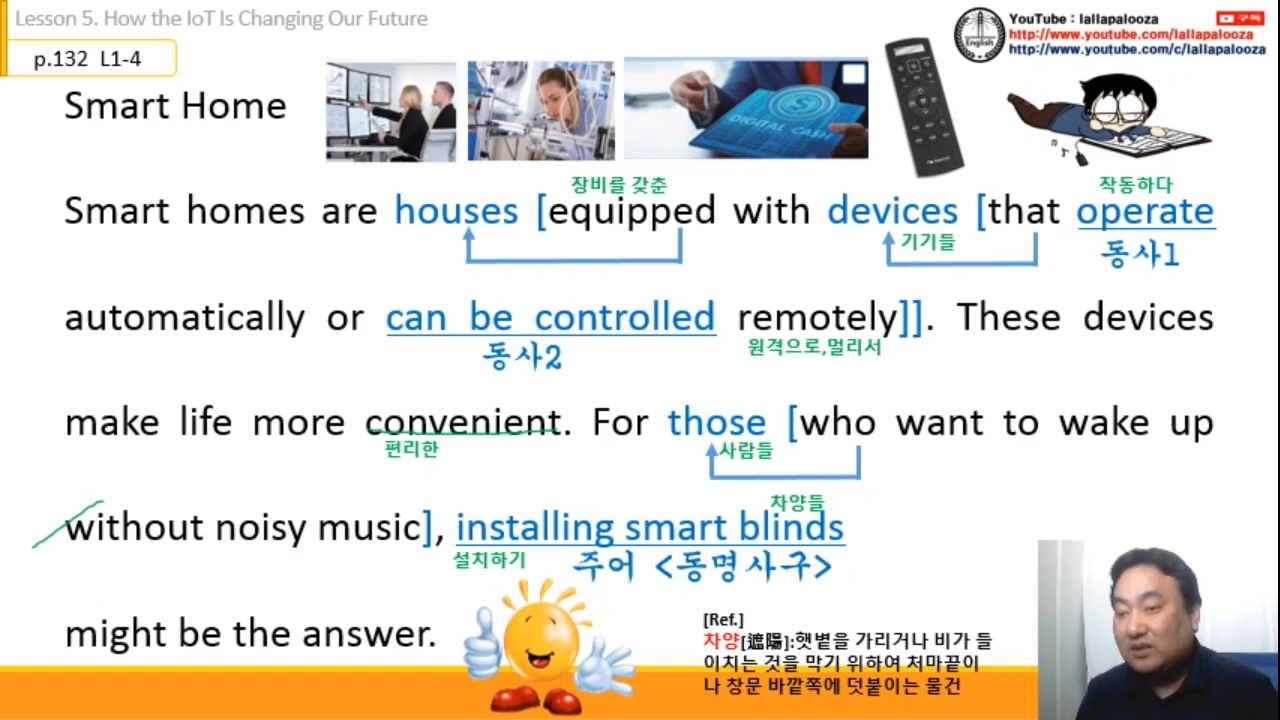 Lesson 5. How the IoT Is Changing Our Future
YouTube : lallapalooza
구독
http://www.youtube.com/lallapalooza
http://www.youtube.com/c/lallapalooza
English
p.132 L1-4
Smart Home
DIGITAL CASH
장비를 갖춘
작동하다
Smart homes are houses [equipped with devices [that operate
기기들
동사1
automatically or can be controlled remotely]]. These devices
동사2
원격으로,멀리서
make life more convenient. For those [who want to wake up
편리한
사람들
차양들
without noisy music], installing smart blinds
설치하기
주어 <동명사구>
might be the answer.
[Ref.]
차양[遮陽]:햇볕을 가리거나 비가 들
이치는 것을 막기 위하여 처마끝이
나 창문 바깥쪽에 덧붙이는 물건